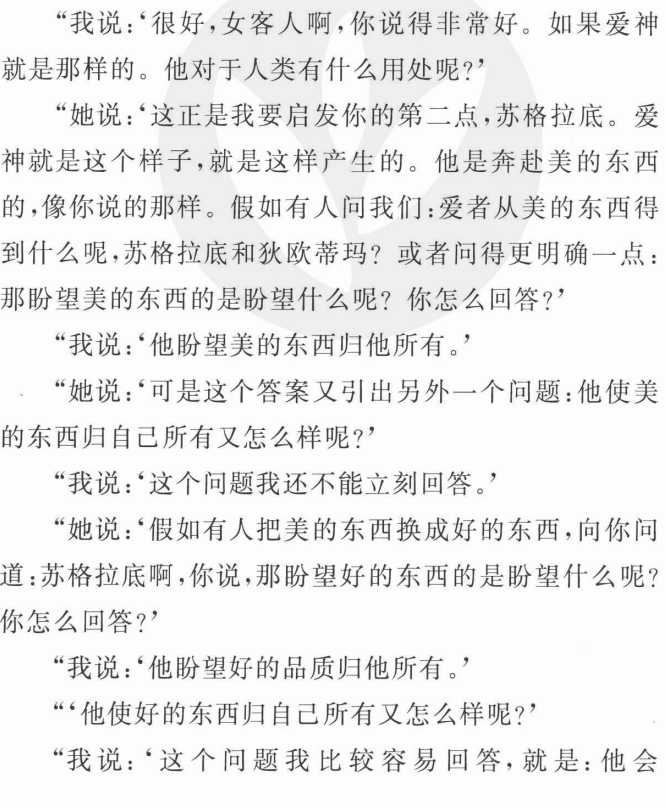 “我说:‘很好,女客人啊,你说得非常好。如果爱神
就是那样的。他对于人类有什么用处呢?’
“她说:‘这正是我要启发你的第二点,苏格拉底。爱
神就是这个样子,就是这样产生的。他是奔赴美的东西
的,像你说的那样。假如有人问我们:爱者从美的东西得
到什么呢,苏格拉底和狄欧蒂玛? 或者问得更明确一点:
那盼望美的东西的是盼望什么呢? 你怎么回答?’
“我说:‘他盼望美的东西归他所有。’
“她说:‘可是这个答案又引出另外一个问题:他使美
的东西归自己所有又怎么样呢?’
“我说:‘这个问题我还不能立刻回答。’
“她说:‘假如有人把美的东西换成好的东西,向你问
道:苏格拉底啊,你说,那盼望好的东西的是盼望什么呢?
你怎么回答?’
“我说:‘他盼望好的品质归他所有。’
“‘他使好的东西归自己所有又怎么样呢?’
“我说:‘这个问题我比较容易回答,就是:他会